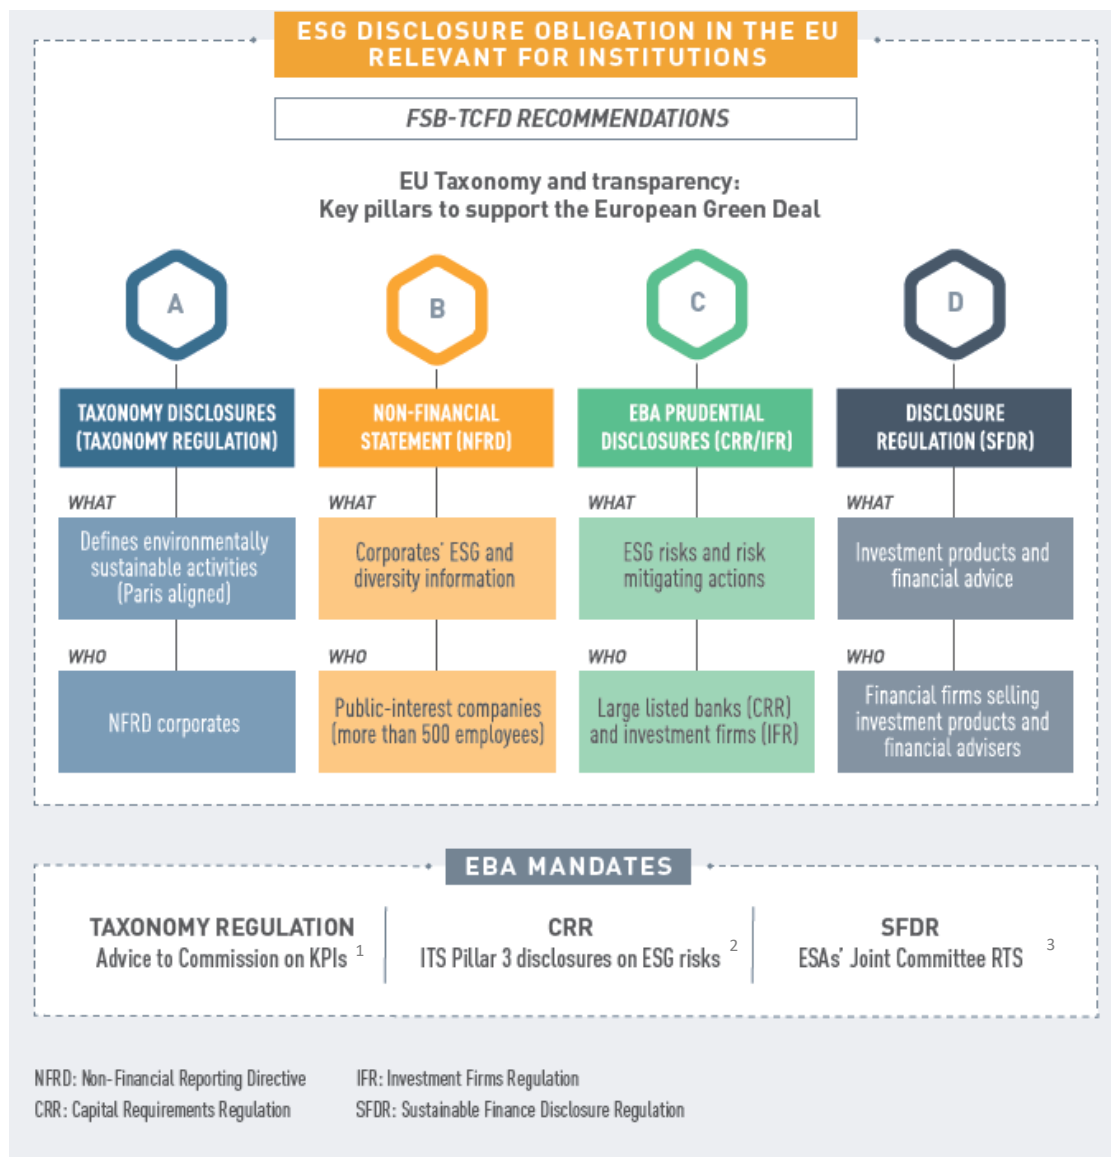 ESG DISCLOSURE OBLIGATION IN THE EU
RELEVANT FOR INSTITUTIONS
FSB-TCFD RECOMMENDATIONS
EU Taxonomy and transparency:
Key pillars to support the European Green Deal
A
TAXONOMY DISCLOSURES
(TAXONOMY REGULATION)
WHAT
Defines environmentally
sustainable activities
(Paris aligned)
WHO
NFRD corporates
B
NON-FINANCIAL
STATEMENT (NFRD)
WHAT
Corporates' ESG and
diversity information
WHO
Public-interest companies
(more than 500 employees)
C
EBA PRUDENTIAL
DISCLOSURES (CRR/IFR)
WHAT
ESG risks and risk
mitigating actions
WHO
Large listed banks (CRR)
and investment firms (IFR)
D
DISCLOSURE
REGULATION (SFDR)
WHAT
Investment products and
financial advice
WHO
Financial firms selling
investment products and
financial advisers
EBA MANDATES
TAXONOMY REGULATION
Advice to Commission on KPIs 1
CRR
ITS Pillar 3 disclosures on ESG risks 2
SFDR
ESAs' Joint Committee RTS 3
NFRD: Non-Financial Reporting Directive
CRR: Capital Requirements Regulation
IFR: Investment Firms Regulation
SFDR: Sustainable Finance Disclosure Regulation